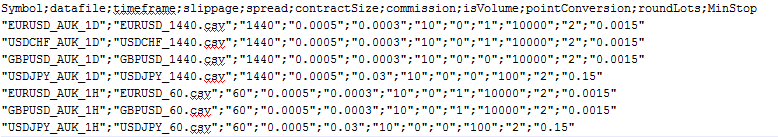 Symbol;datafile;timeframe;slippage;spread;contractSize;commission;isVolume;pointConversion;roundLots;MinStop
"EURUSD_AUK_1D";"EURUSD_1440.csv";"1440";"0.0005";"0.0003";"10";"0";"1";"10000";"2";"0.0015"
"USDCHF_AUK_1D";"USDCHF_1440.csv";"1440";"0.0005";"0.0003";"10";"0";"1";"10000";"2";"0.0015"
"GBPUSD_AUK_1D";"GBPUSD_1440.csv";"1440";"0.0005";"0.0003";"10";"0";"1";"10000";"2";"0.0015"
"USDJPY_AUK_1D";"USDJPY_1440.csv";"1440";"0.0005";"0.03";"10";"0";"0";"100";"2";"0.15"
"EURUSD_AUK_1H";"EURUSD_60.csv";"60";"0.0005";"0.0003";"10";"0";"1";"10000";"2";"0.0015"
"GBPUSD_AUK_1H";"GBPUSD_60.csv";"60";"0.0005";"0.0003";"10";"0";"1";"10000";"2";"0.0015"
"USDJPY_AUK_1H";"USDJPY_60.csv";"60";"0.0005";"0.03";"10";"0";"0";"100";"2";"0.15"